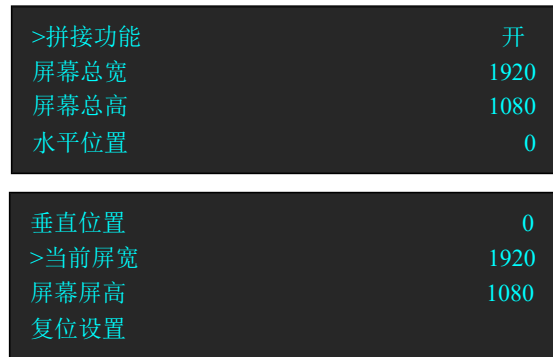 >拼接功能 开
屏幕总宽 1920
屏幕总高 1080
水平位置 0
垂直位置 0
>当前屏宽 1920
屏幕屏高 1080
复位设置